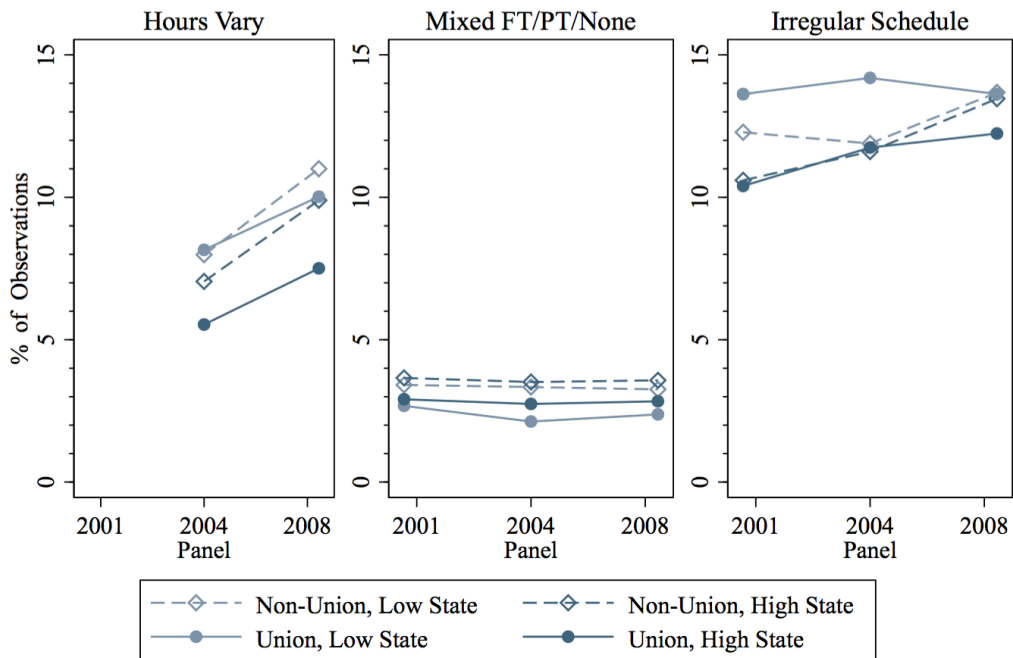 Hours Vary
Mixed FT/PT/None
Irregular Schedule
% of Observations
15
10
5
0
15
10
5
0
15
10
5
0
2001
2004
2008
Panel
2001
2004
2008
Panel
2001
2004
2008
Panel
Non-Union, Low State
Non-Union, High State
Union, Low State
Union, High State